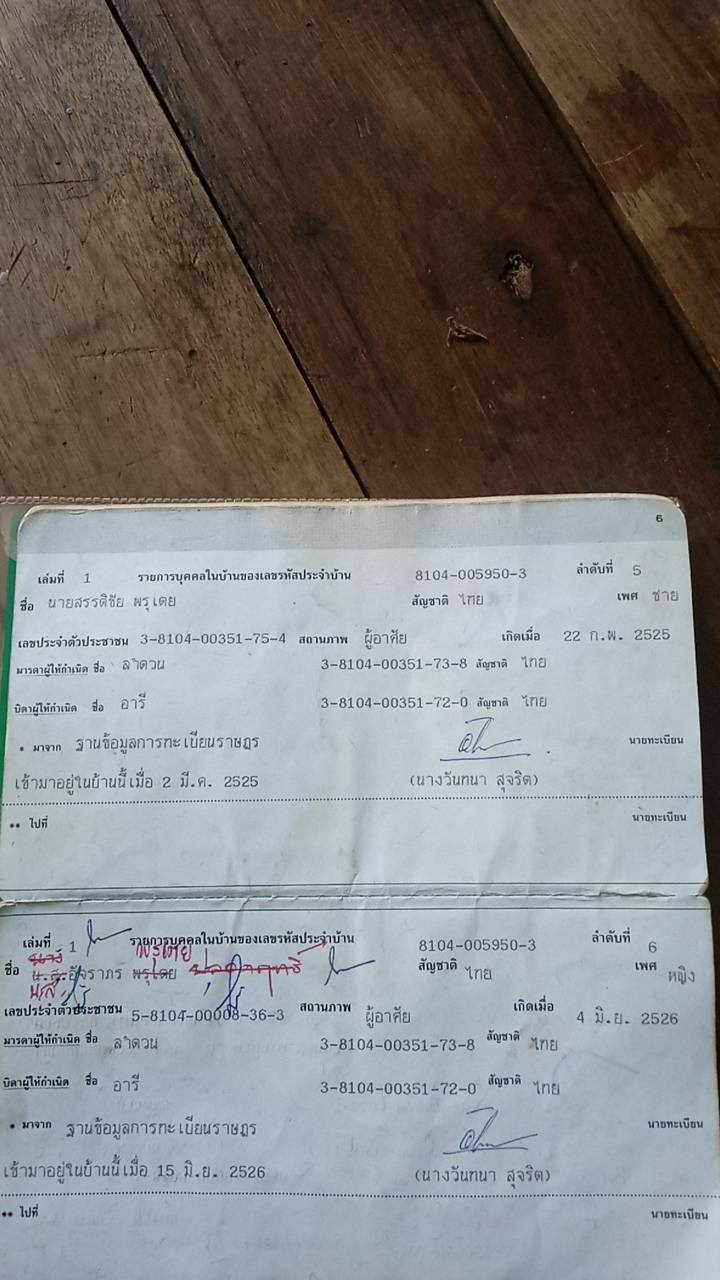 6
เล่มที่ 1 รายการบุคคลในบ้านของเลขรหัสประจำบ้าน 8104-005950-3 ลำดับที่ 5
ชื่อ นายสรรติชัย พรุเตย สัญชาติ ไทย เพศ ชาย
เลขประจำตัวประชาชน 3-8104-00351-75-4 สถานภาพ ผู้อาศัย เกิดเมื่อ 22 ก.พ. 2525
มารดาผู้ให้กำเนิด ชื่อ ลำดวน 3-8104-00351-73-8 สัญชาติ ไทย
บิดาผู้ให้กำเนิด ชื่อ อารี 3-8104-00351-72-0 สัญชาติ ไทย
* มาจาก ฐานข้อมูลการทะเบียนราษฎร นายทะเบียน
เข้ามาอยู่ในบ้านนี้เมื่อ 2 มี.ค. 2525 (นางวันทนา สุจริต)
** ไปที่ นายทะเบียน
เล่มที่ 1 รายการบุคคลในบ้านของเลขรหัสประจำบ้าน 8104-005950-3 ลำดับที่ 6
นาง พรุเตย
ชื่อ น.ส. อัจราภร พรุเตย สัญชาติ ไทย เพศ หญิง
น.ส.
เลขประจำตัวประชาชน 5-8104-00008-36-3 สถานภาพ ผู้อาศัย เกิดเมื่อ 4 มิ.ย. 2526
มารดาผู้ให้กำเนิด ชื่อ ลำดวน 3-8104-00351-73-8 สัญชาติ ไทย
บิดาผู้ให้กำเนิด ชื่อ อารี 3-8104-00351-72-0 สัญชาติ ไทย
* มาจาก ฐานข้อมูลการทะเบียนราษฎร นายทะเบียน
เข้ามาอยู่ในบ้านนี้เมื่อ 15 มิ.ย. 2526 (นางวันทนา สุจริต)
** ไปที่ นายทะเบียน